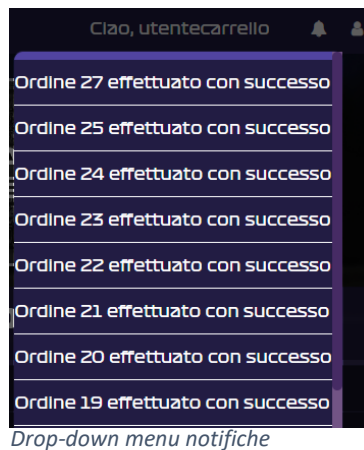 Ciao, utentecarrello
Ordine 27 effettuato con successo
Ordine 25 effettuato con successo
Ordine 24 effettuato con successo
Ordine 23 effettuato con successo
Ordine 22 effettuato con successo
Ordine 21 effettuato con successo
Ordine 20 effettuato con successo
Ordine 19 effettuato con successo
Drop-down menu notifiche